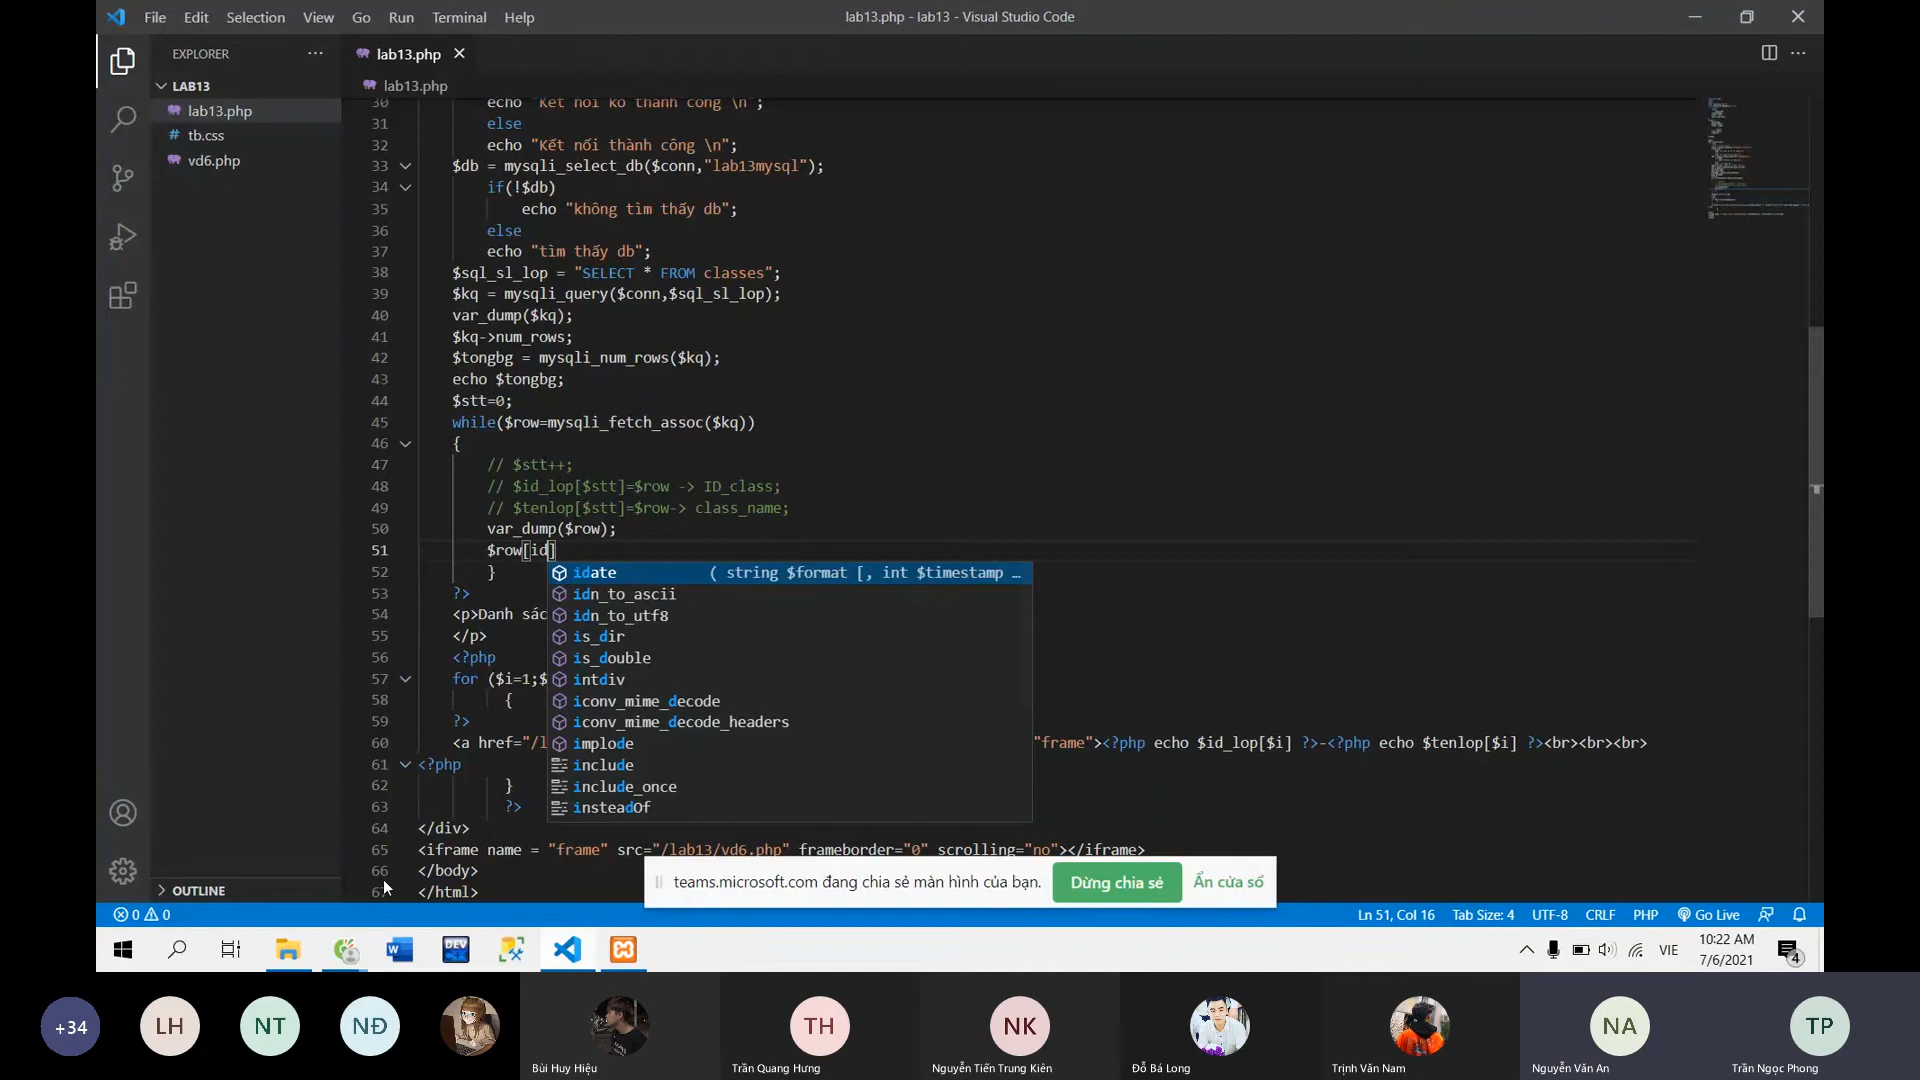 File Edit Selection View Go Run Terminal Help
lab13.php - lab13 - Visual Studio Code
EXPLORER
lab13.php
LAB13
lab13.php
lab13.php
# tb.css
vd6.php
30 echo "kết nối ko thành công \n";
31 else
32 echo "Kết nối thành công \n";
33 $db = mysqli_select_db($conn,"lab13mysql");
34 if(!$db)
35 echo "không tìm thấy db";
36 else
37 echo "tìm thấy db";
38 $sql_sl_lop = "SELECT * FROM classes";
39 $kq = mysqli_query($conn,$sql_sl_lop);
40 var_dump($kq);
41 $kq->num_rows;
42 $tongbg = mysqli_num_rows($kq);
43 echo $tongbg;
44 $stt=0;
45 while($row=mysqli_fetch_assoc($kq))
46 {
47 // $stt++;
48 // $id_lop[$stt]=$row -> ID_class;
49 // $tenlop[$stt]=$row-> class_name;
50 var_dump($row);
51 $row[id]
52 }
53 ?>
54 <p>Danh sác
55 </p>
56 <?php
57 for ($i=1;$
58 {
59 ?>
60 <a href="/l "frame"><?php echo $id_lop[$i] ?>-<?php echo $tenlop[$i] ?><br><br><br>
61 <?php
62 }
63 ?>
64 </div>
65 <iframe name = "frame" src="/lab13/vd6.php" frameborder="0" scrolling="no"></iframe>
66 </body>
67 </html>
idate ( string $format [, int $timestamp …
idn_to_ascii
idn_to_utf8
is_dir
is_double
intdiv
iconv_mime_decode
iconv_mime_decode_headers
implode
include
include_once
insteadOf
OUTLINE
teams.microsoft.com đang chia sẻ màn hình của bạn. Dừng chia sẻ Ẩn cửa sổ
0 0
Ln 51, Col 16 Tab Size: 4 UTF-8 CRLF PHP Go Live
W
DEV
VIE
10:22 AM
7/6/2021
4
+34
LH
NT
NĐ
TH
NK
NA
TP
Bùi Huy Hiệu
Trần Quang Hưng
Nguyễn Tiến Trung Kiên
Đỗ Bá Long
Trịnh Văn Nam
Nguyễn Văn An
Trần Ngọc Phong